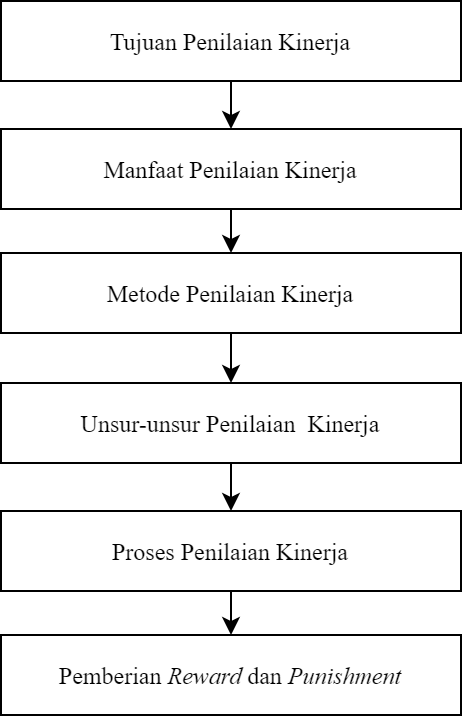 Tujuan Penilaian Kinerja
Manfaat Penilaian Kinerja
Metode Penilaian Kinerja
Unsur-unsur Penilaian  Kinerja
Proses Penilaian Kinerja
Pemberian Reward dan Punishment